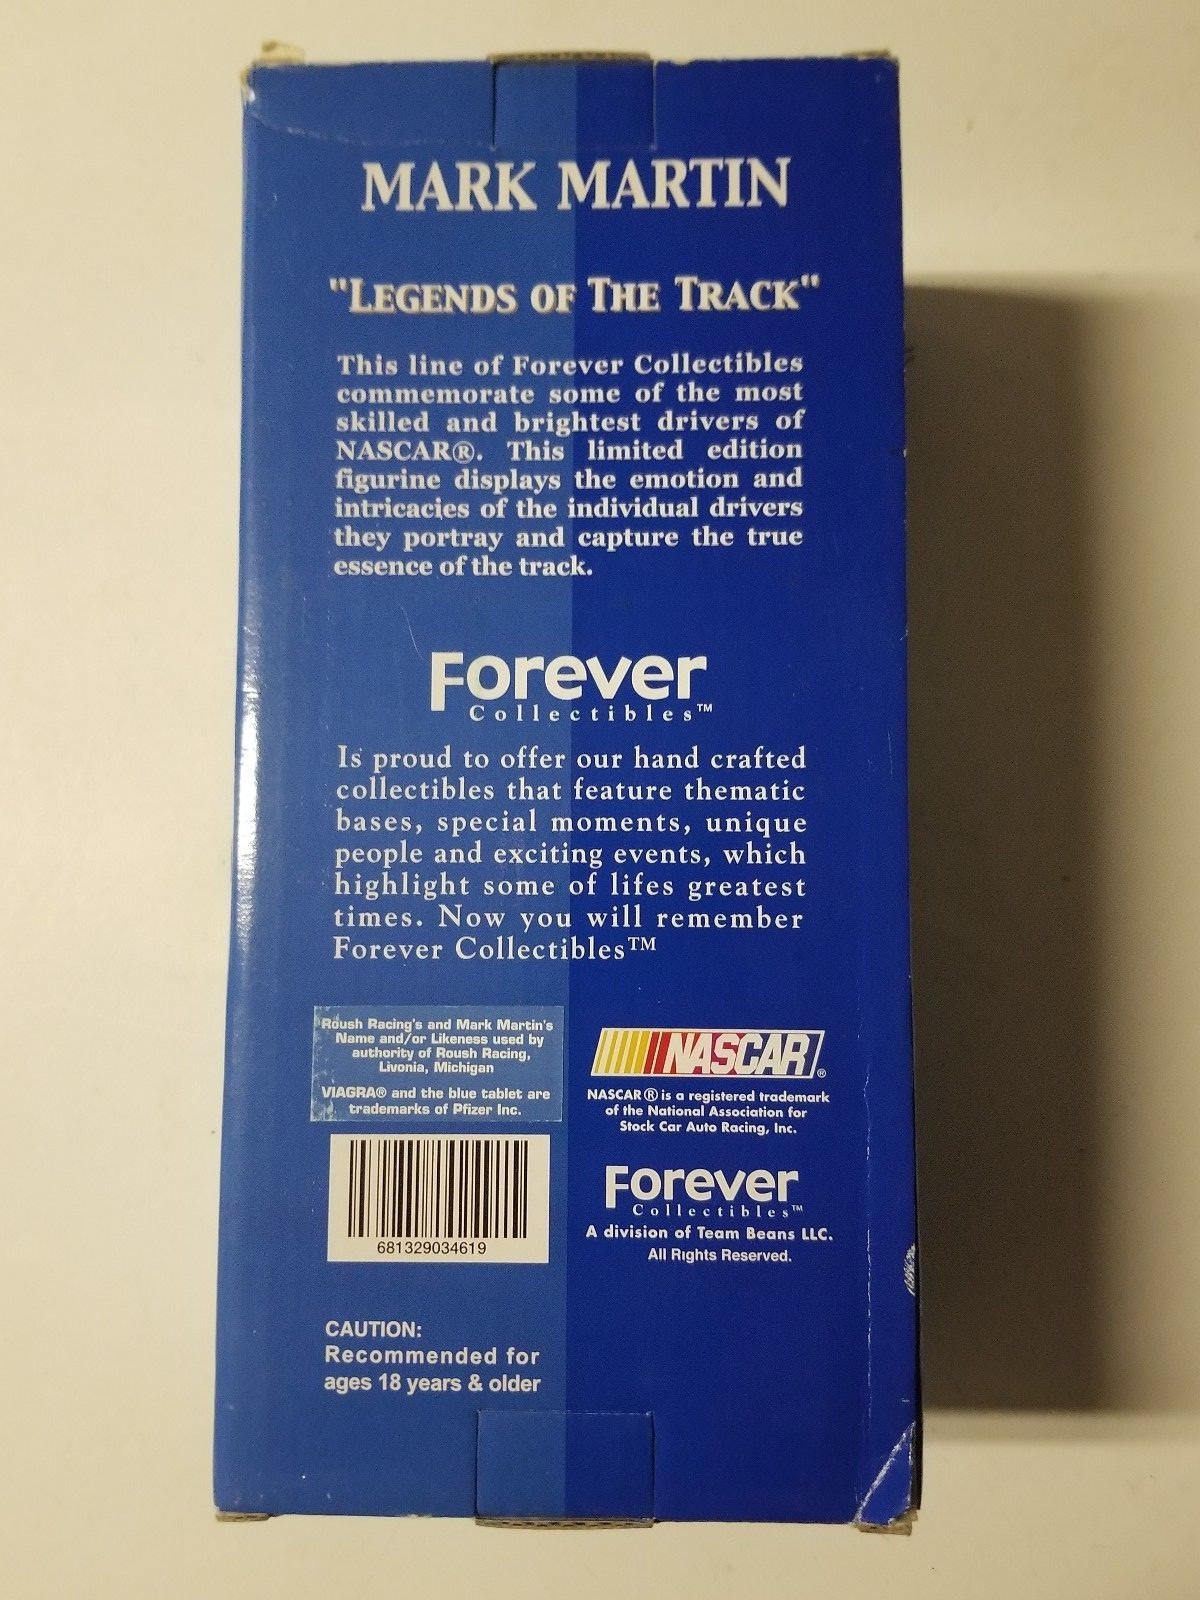 MARK MARTIN
"LEGENDS OF THE TRACK"
This line of Forever Collectibles
commemorate some of the most
skilled and brightest drivers of
NASCAR®. This limited edition
figurine displays the emotion and
intricacies of the individual drivers
they portray and capture the true
essence of the track.
Forever
Collectibles™
Is proud to offer our hand crafted
collectibles that feature thematic
bases, special moments, unique
people and exciting events, which
highlight some of lifes greatest
times. Now you will remember
Forever Collectibles™
Roush Racing's and Mark Martin's
Name and/or Likeness used by
authority of Roush Racing,
Livonia, Michigan
VIAGRA® and the blue tablet are
trademarks of Pfizer Inc.
681329034619
CAUTION:
Recommended for
ages 18 years & older
NASCAR®
NASCAR® is a registered trademark
of the National Association for
Stock Car Auto Racing, Inc.
Forever
Collectibles™
A division of Team Beans LLC.
All Rights Reserved.